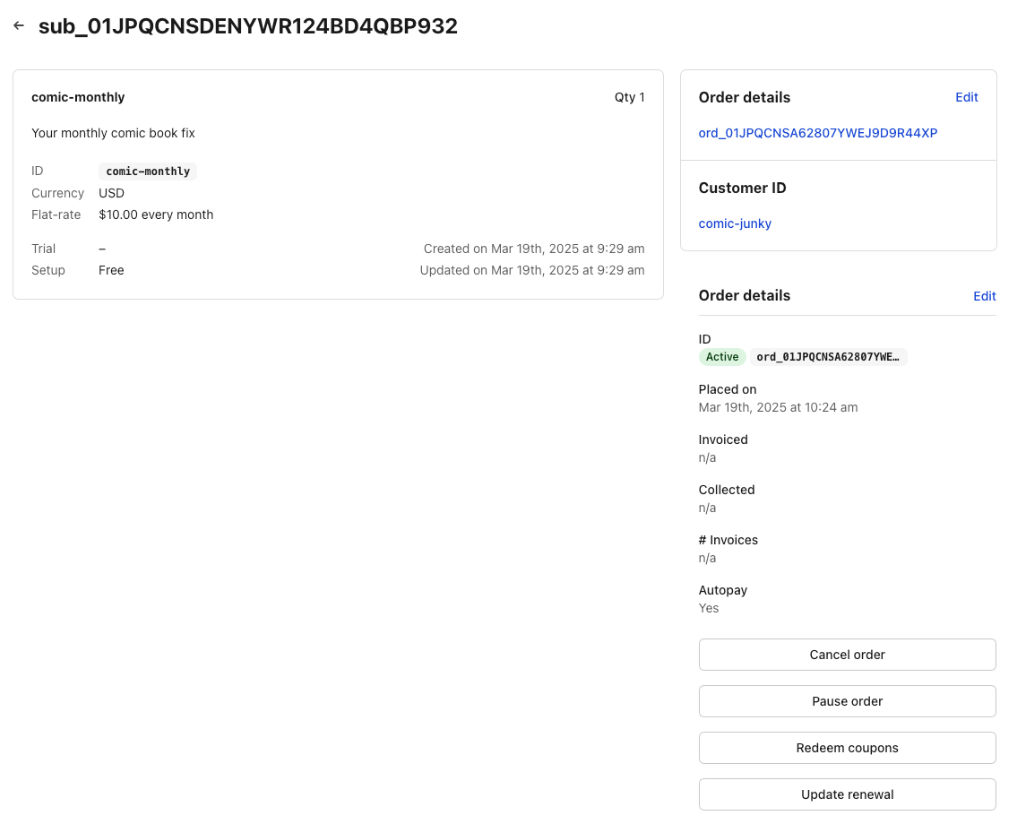 ← sub_01JPQCNSDENYWR124BD4QBP932
comic-monthly Qty 1
Your monthly comic book fix
ID comic-monthly
Currency USD
Flat-rate $10.00 every month
Trial – Created on Mar 19th, 2025 at 9:29 am
Setup Free Updated on Mar 19th, 2025 at 9:29 am
Order details Edit
ord_01JPQCNSA62807YWEJ9D9R44XP
Customer ID
comic-junky
Order details Edit
ID
Active ord_01JPQCNSA62807YWE…
Placed on
Mar 19th, 2025 at 10:24 am
Invoiced
n/a
Collected
n/a
# Invoices
n/a
Autopay
Yes
Cancel order
Pause order
Redeem coupons
Update renewal